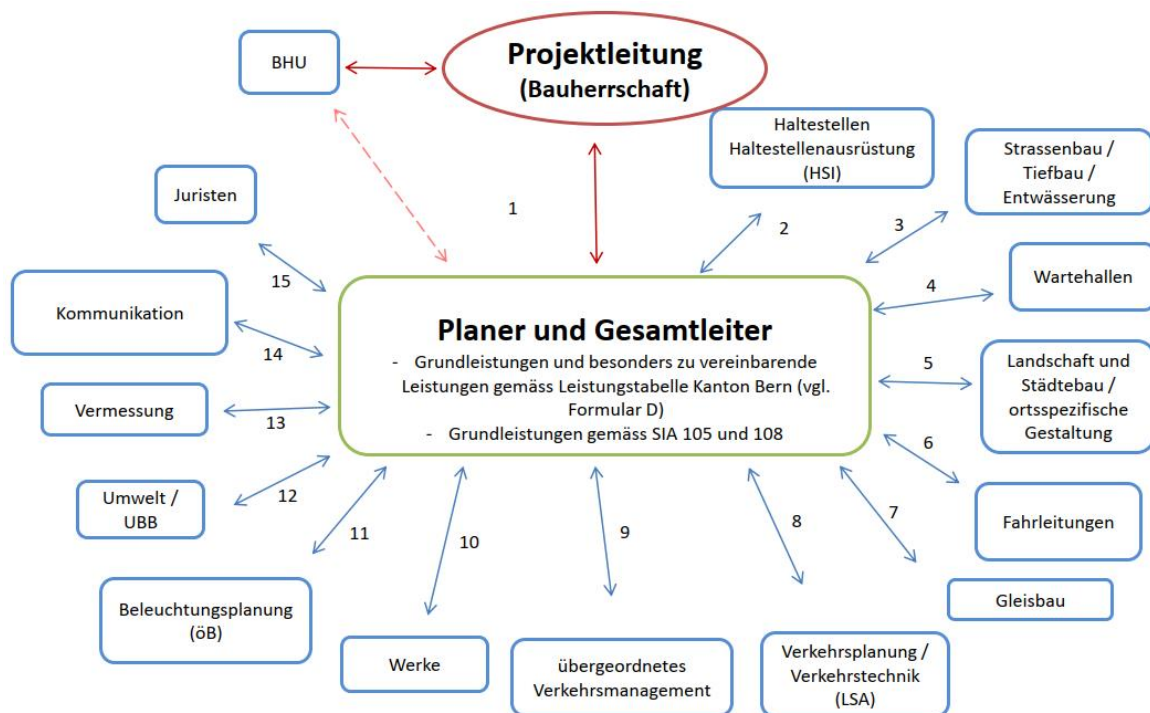 BHU
Projektleitung
(Bauherrschaft)
Haltestellen
Haltestellenausrüstung
(HSI)
Strassenbau /
Tiefbau /
Entwässerung
Juristen
1
2
3
Wartehallen
4
15
Kommunikation
14
Planer und Gesamtleiter
- Grundleistungen und besonders zu vereinbarende
Leistungen gemäss Leistungstabelle Kanton Bern (vgl.
Formular D)
- Grundleistungen gemäss SIA 105 und 108
5
Landschaft und
Städtebau /
ortsspezifische
Gestaltung
Vermessung
13
6
Umwelt /
UBB
12
Fahrleitungen
11
10
9
8
7
Gleisbau
Beleuchtungsplanung
(öB)
Werke
übergeordnetes
Verkehrsmanagement
Verkehrsplanung /
Verkehrstechnik
(LSA)